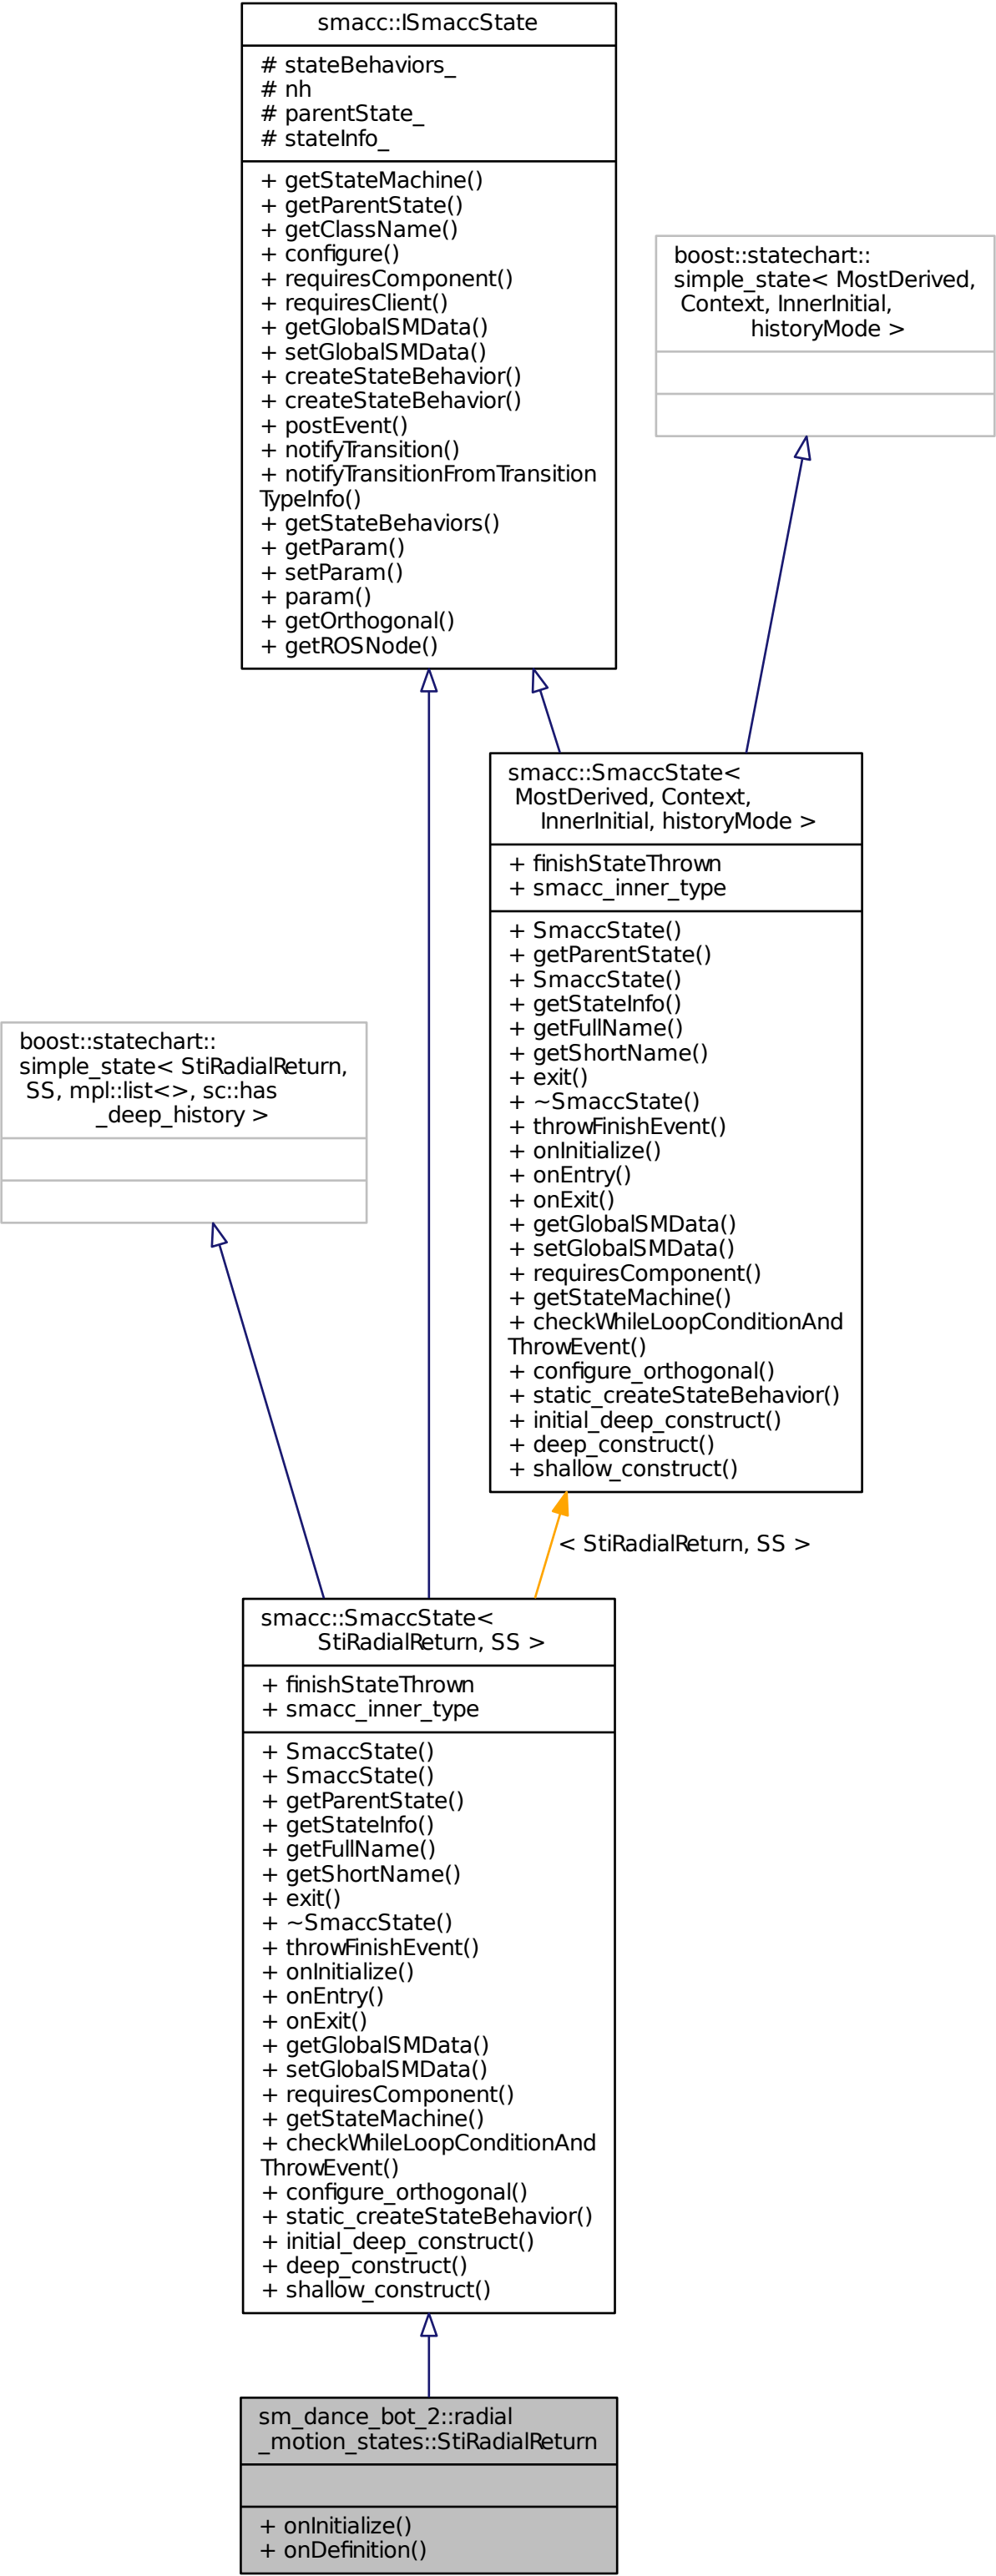 smacc::ISmaccState
# stateBehaviors_
# nh
# parentState_
# stateInfo_
+ getStateMachine()
+ getParentState()
+ getClassName()
+ configure()
+ requiresComponent()
+ requiresClient()
+ getGlobalSMData()
+ setGlobalSMData()
+ createStateBehavior()
+ createStateBehavior()
+ postEvent()
+ notifyTransition()
+ notifyTransitionFromTransition
TypeInfo()
+ getStateBehaviors()
+ getParam()
+ setParam()
+ param()
+ getOrthogonal()
+ getROSNode()
boost::statechart::
simple_state< MostDerived,
Context, InnerInitial,
historyMode >
smacc::SmaccState<
MostDerived, Context,
InnerInitial, historyMode >
+ finishStateThrown
+ smacc_inner_type
+ SmaccState()
+ getParentState()
+ SmaccState()
+ getStateInfo()
+ getFullName()
+ getShortName()
+ exit()
+ ~SmaccState()
+ throwFinishEvent()
+ onInitialize()
+ onEntry()
+ onExit()
+ getGlobalSMData()
+ setGlobalSMData()
+ requiresComponent()
+ getStateMachine()
+ checkWhileLoopConditionAnd
ThrowEvent()
+ configure_orthogonal()
+ static_createStateBehavior()
+ initial_deep_construct()
+ deep_construct()
+ shallow_construct()
boost::statechart::
simple_state< StiRadialReturn,
SS, mpl::list<>, sc::has
_deep_history >
< StiRadialReturn, SS >
smacc::SmaccState<
StiRadialReturn, SS >
+ finishStateThrown
+ smacc_inner_type
+ SmaccState()
+ SmaccState()
+ getParentState()
+ getStateInfo()
+ getFullName()
+ getShortName()
+ exit()
+ ~SmaccState()
+ throwFinishEvent()
+ onInitialize()
+ onEntry()
+ onExit()
+ getGlobalSMData()
+ setGlobalSMData()
+ requiresComponent()
+ getStateMachine()
+ checkWhileLoopConditionAnd
ThrowEvent()
+ configure_orthogonal()
+ static_createStateBehavior()
+ initial_deep_construct()
+ deep_construct()
+ shallow_construct()
sm_dance_bot_2::radial
_motion_states::StiRadialReturn
+ onInitialize()
+ onDefinition()